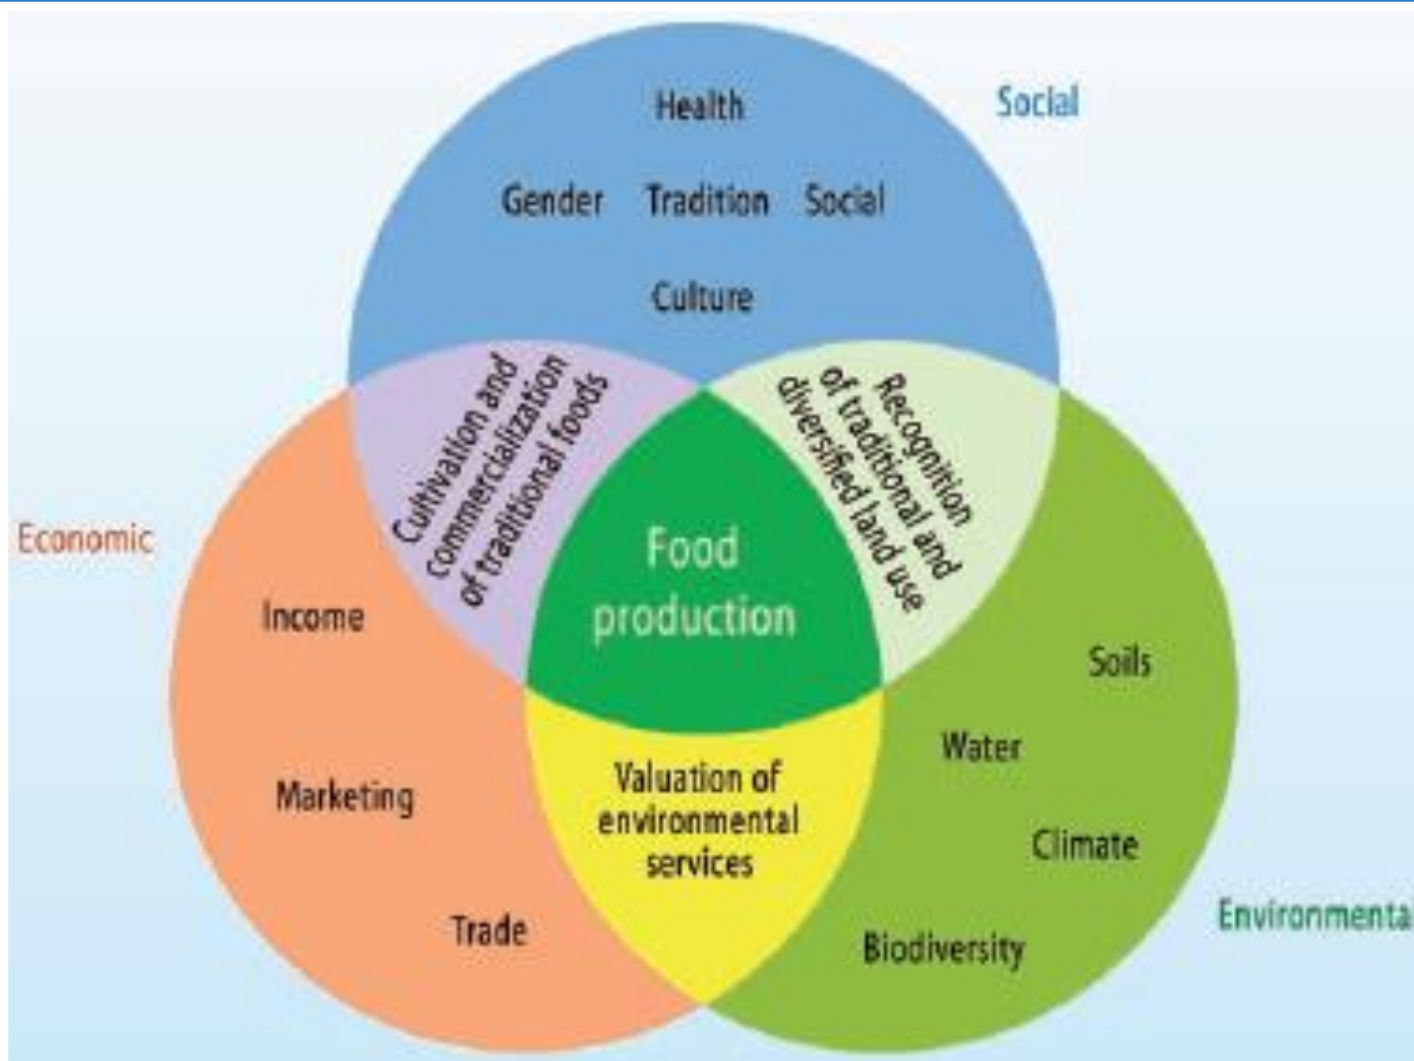 Health
Social
Gender Tradition Social
Culture
Cultivation and
commercialization
of traditional foods
Recognition
of traditional and
diversified land use
Economic
Food
production
Income
Soils
Water
Marketing
Valuation of
environmental
services
Climate
Trade
Environmental
Biodiversity